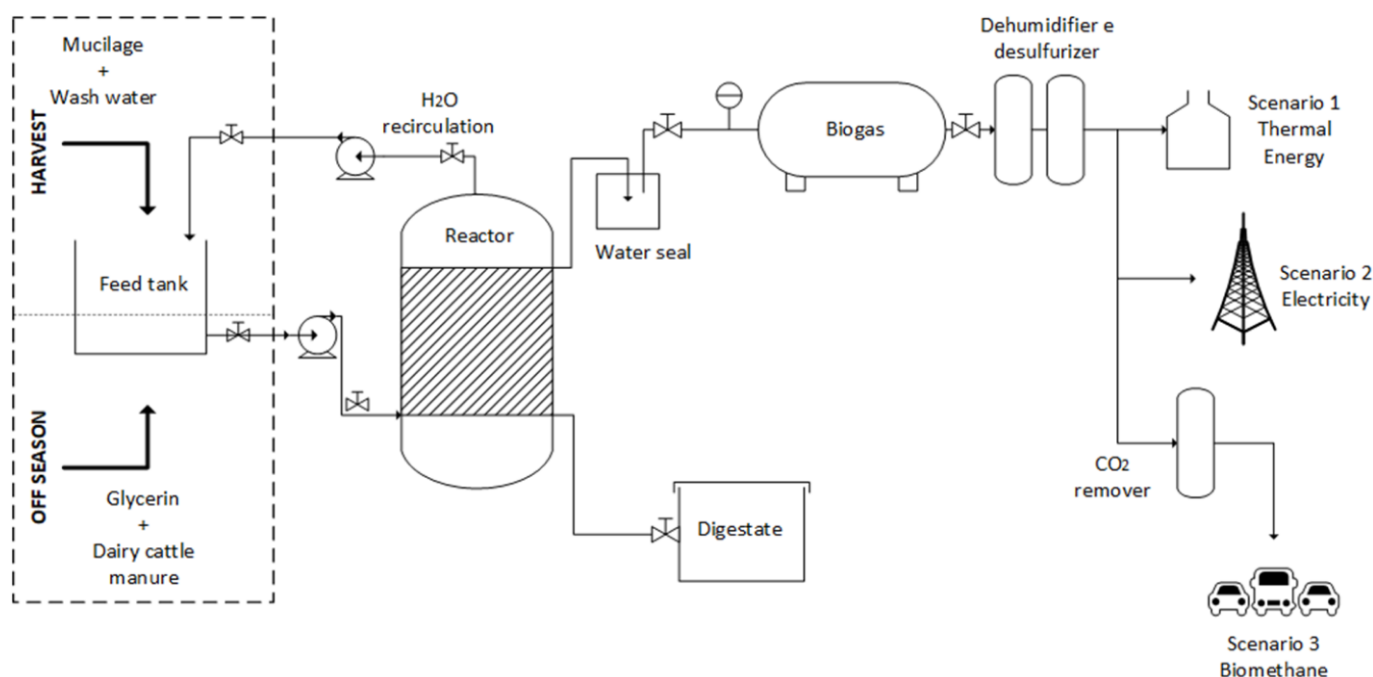 Mucilage
+
Wash water
HARVEST
Feed tank
OFF SEASON
Glycerin
+
Dairy cattle
manure
H2O
recirculation
Reactor
Water seal
Digestate
Biogas
Dehumidifier e
desulfurizer
Scenario 1
Thermal
Energy
Scenario 2
Electricity
CO2
remover
Scenario 3
Biomethane